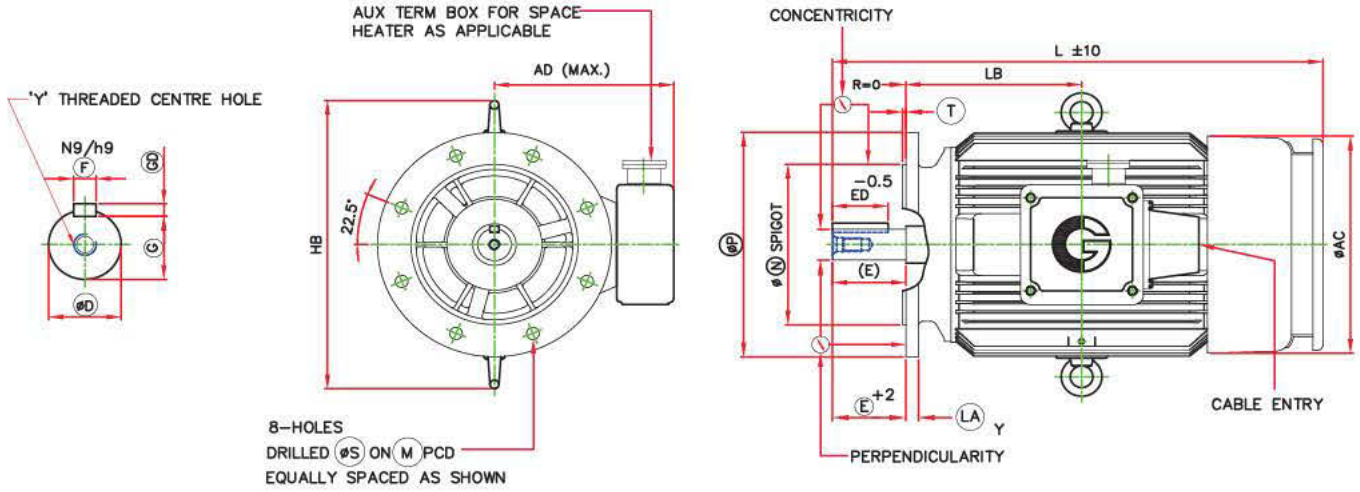 AUX TERM BOX FOR SPACE
HEATER AS APPLICABLE
'Y' THREADED CENTRE HOLE
N9/h9
F
GD
G
øD
AD (MAX.)
HB
22.5°
8-HOLES
DRILLED øS ON M PCD
EQUALLY SPACED AS SHOWN
CONCENTRICITY
L ±10
R=0
LB
T
-0.5
ED
øP
ø N SPIGOT
(E)
øAC
E +2
LA
Y
PERPENDICULARITY
CABLE ENTRY
G